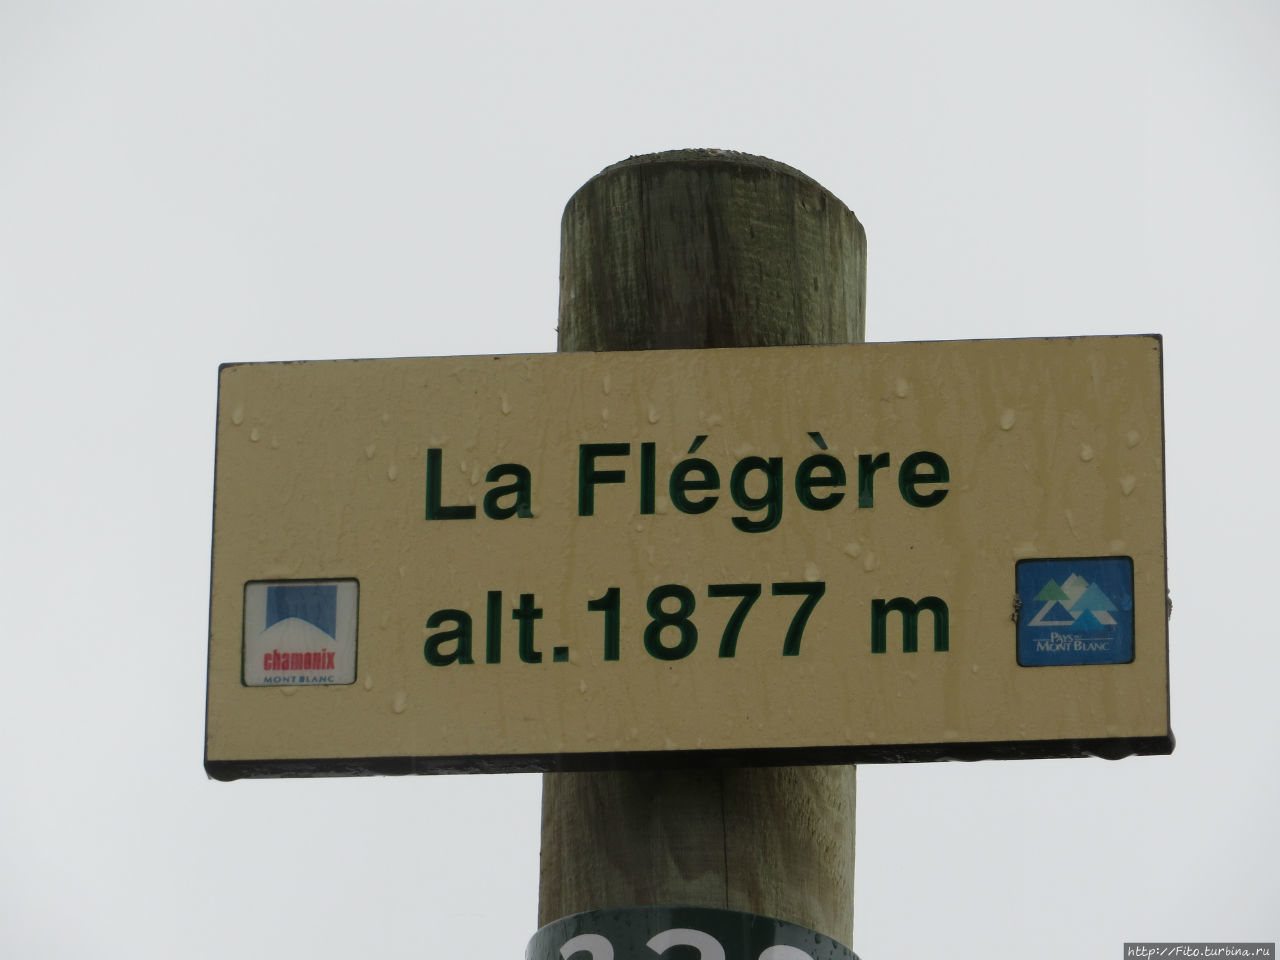 La Flégère
alt.1877 m
chamonix
MONT BLANC
PAYS DU
MONT BLANC
http://Fito.turbina.ru